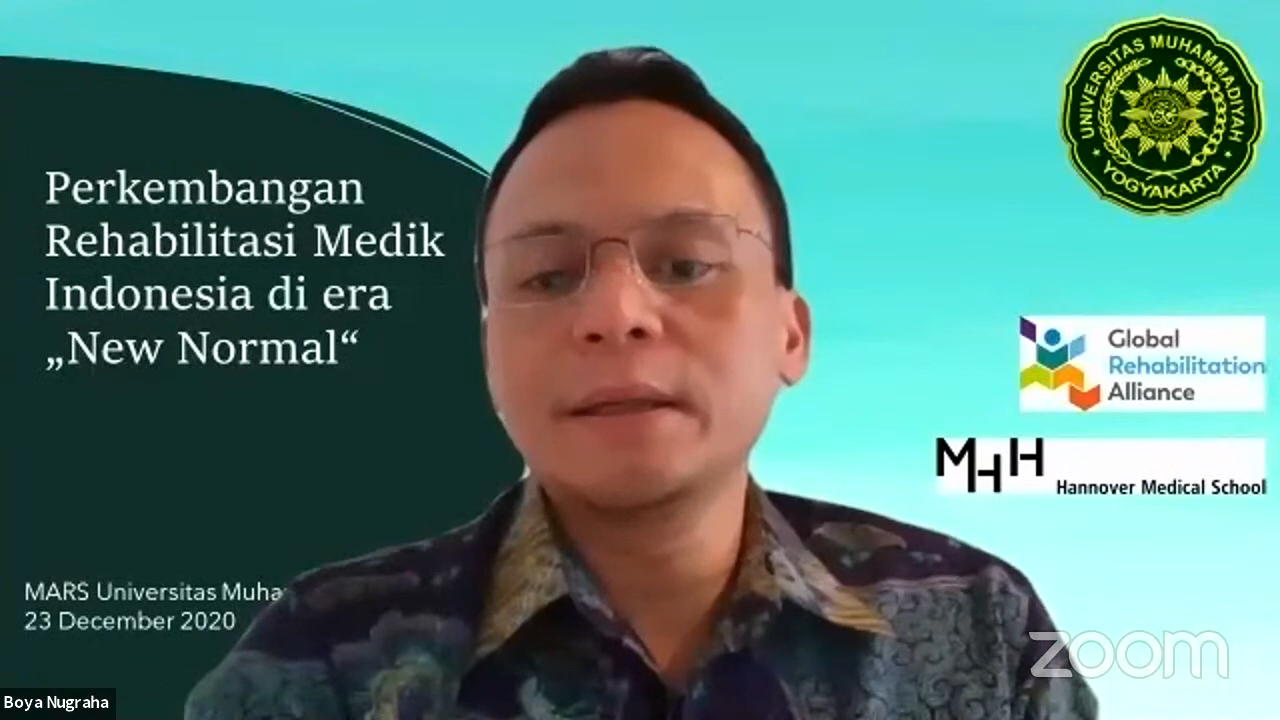 Perkembangan
Rehabilitasi Medik
Indonesia di era
„New Normal“
MARS Universitas Muha
23 December 2020
UNIVERSITAS MUHAMMADIYAH
YOGYAKARTA
Global
Rehabilitation
Alliance
MHH
Hannover Medical School
zoom
Boya Nugraha